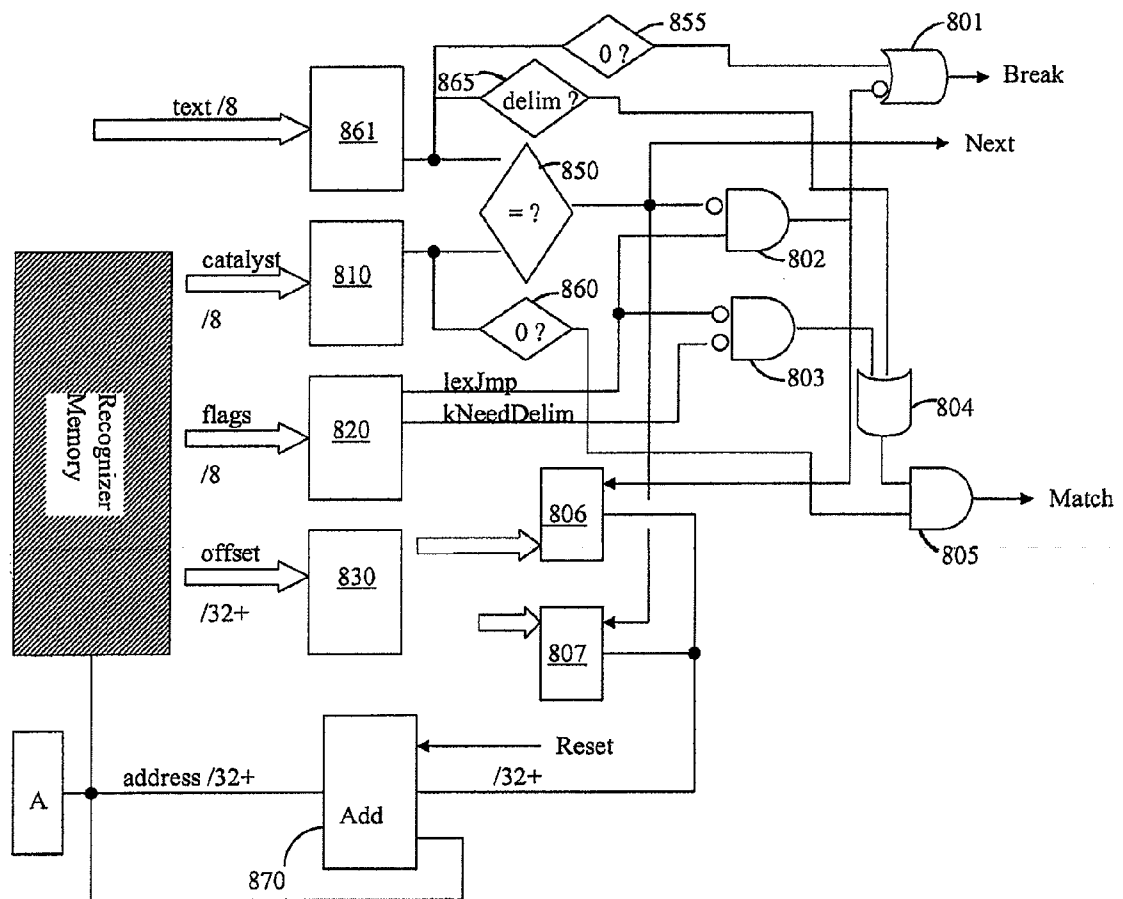 855
801
0 ?
Break
865
delim ?
text /8
861
Next
850
= ?
802
catalyst
/8
810
860
0 ?
803
Recognizer
Memory
lexJmp
kNeedDelim
flags
/8
820
804
806
Match
805
offset
/32+
830
807
Reset
address /32+
/32+
A
Add
870